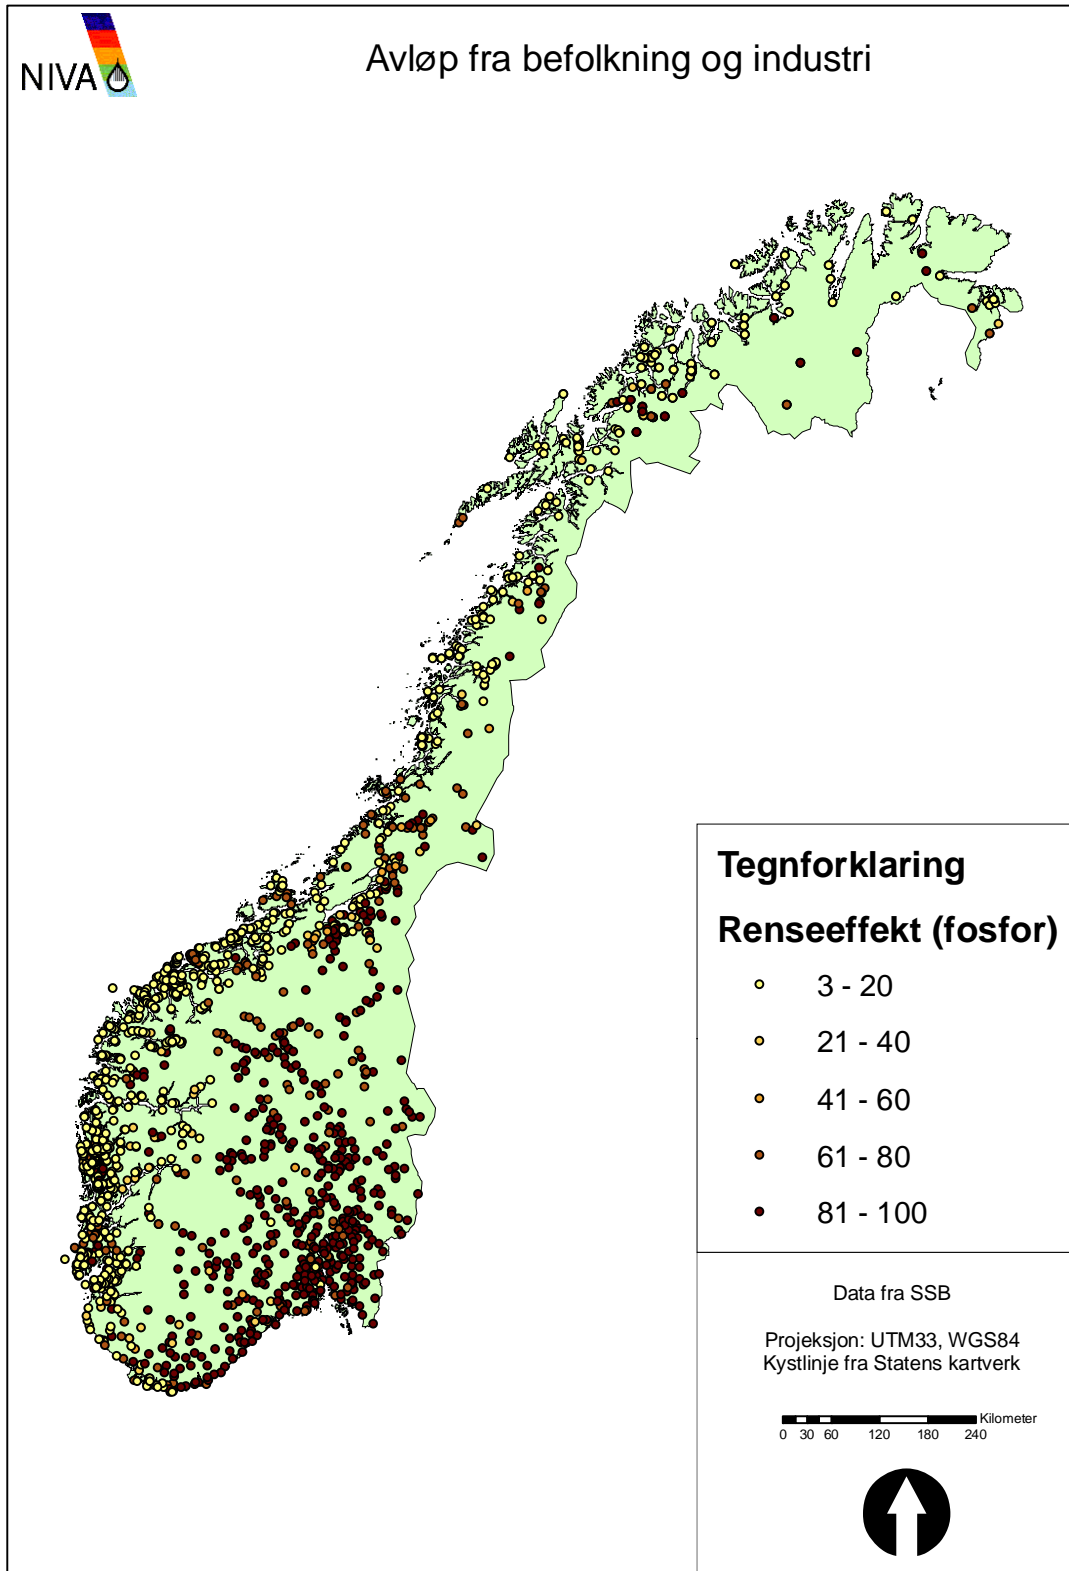 NIVA
Avløp fra befolkning og industri
Tegnforklaring
Renseeffekt (fosfor)
3 - 20
21 - 40
41 - 60
61 - 80
81 - 100
Data fra SSB
Projeksjon: UTM33, WGS84
Kystlinje fra Statens kartverk
Kilometer
0 30 60 120 180 240